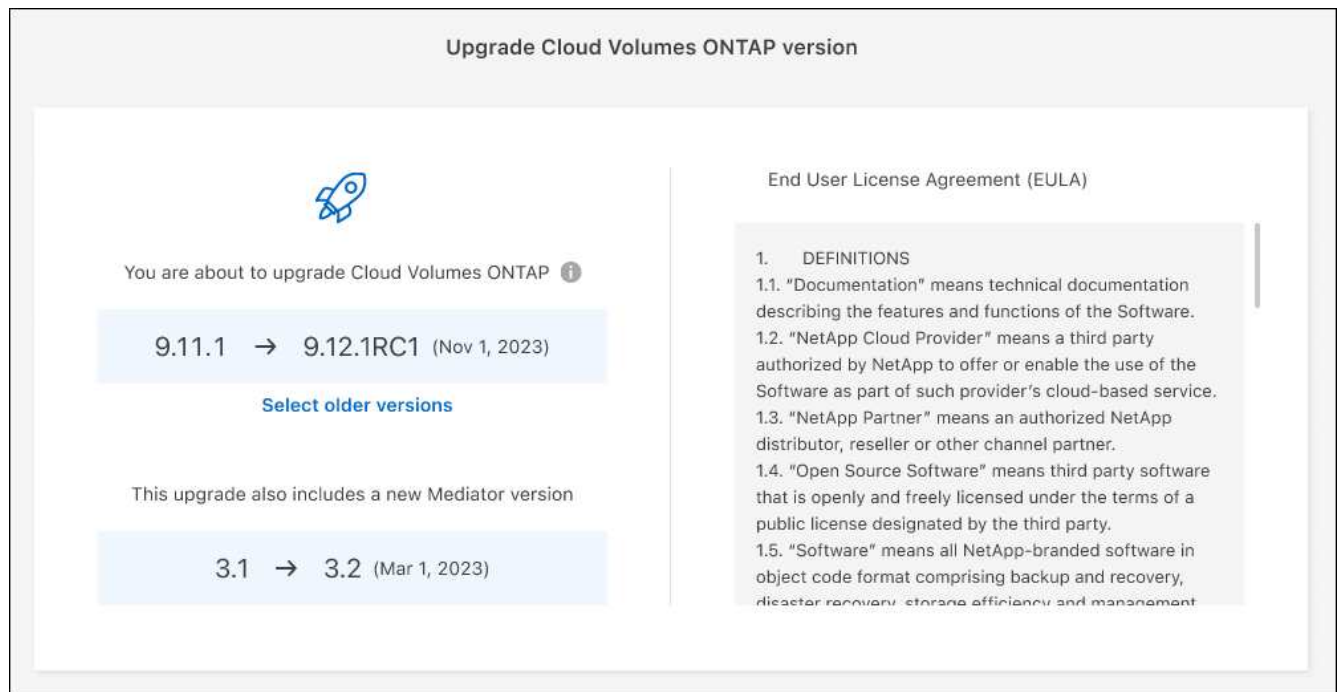 Upgrade Cloud Volumes ONTAP version
You are about to upgrade Cloud Volumes ONTAP
9.11.1 → 9.12.1RC1 (Nov 1, 2023)
Select older versions
This upgrade also includes a new Mediator version
3.1 → 3.2 (Mar 1, 2023)
End User License Agreement (EULA)
1. DEFINITIONS
1.1. “Documentation” means technical documentation
describing the features and functions of the Software.
1.2. “NetApp Cloud Provider” means a third party
authorized by NetApp to offer or enable the use of the
Software as part of such provider’s cloud-based service.
1.3. “NetApp Partner” means an authorized NetApp
distributor, reseller or other channel partner.
1.4. “Open Source Software” means third party software
that is openly and freely licensed under the terms of a
public license designated by the third party.
1.5. “Software” means all NetApp-branded software in
object code format comprising backup and recovery,
disaster recovery, storage efficiency and management